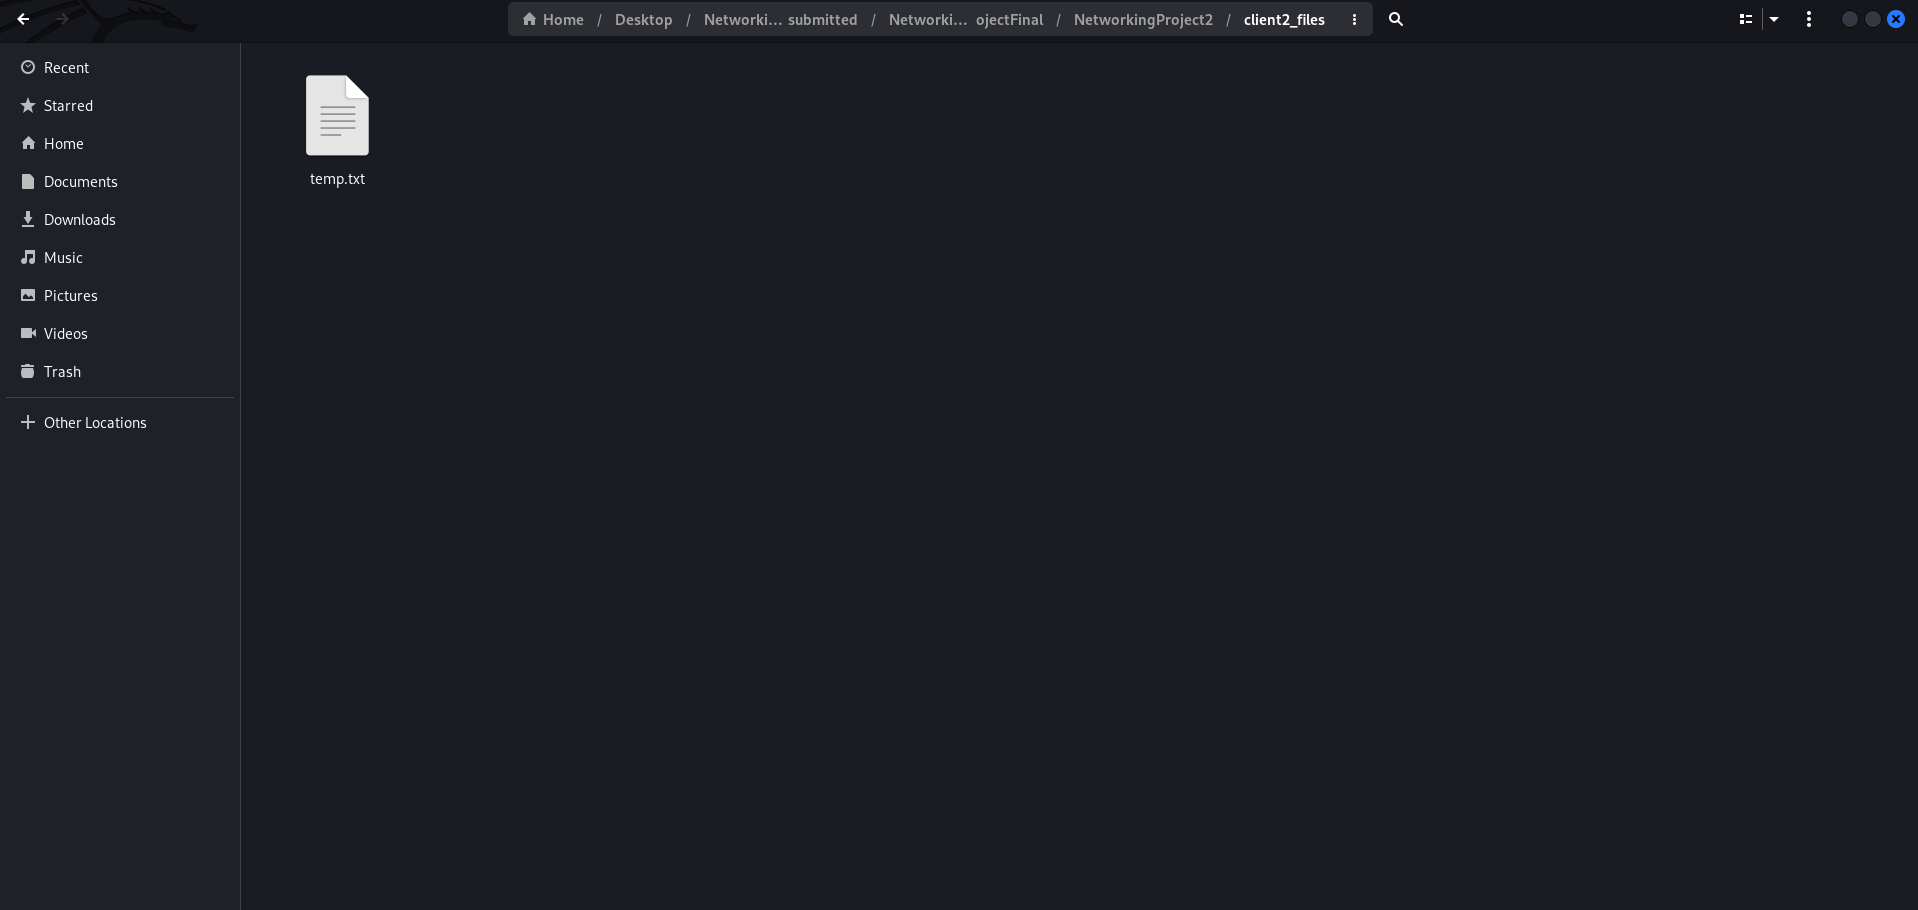 Home / Desktop / Networki... submitted / Networki... ojectFinal / NetworkingProject2 / client2_files
Recent
Starred
Home
Documents
Downloads
Music
Pictures
Videos
Trash
Other Locations
temp.txt